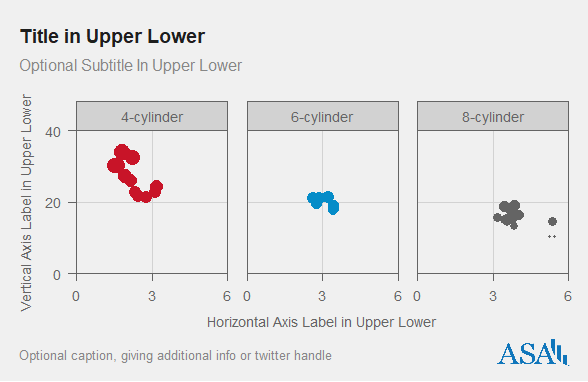 Title in Upper Lower
Optional Subtitle In Upper Lower
Vertical Axis Label in Upper Lower
4-cylinder
6-cylinder
8-cylinder
40
20
0
0 3 6
0 3 6
0 3 6
Horizontal Axis Label in Upper Lower
Optional caption, giving additional info or twitter handle
ASA